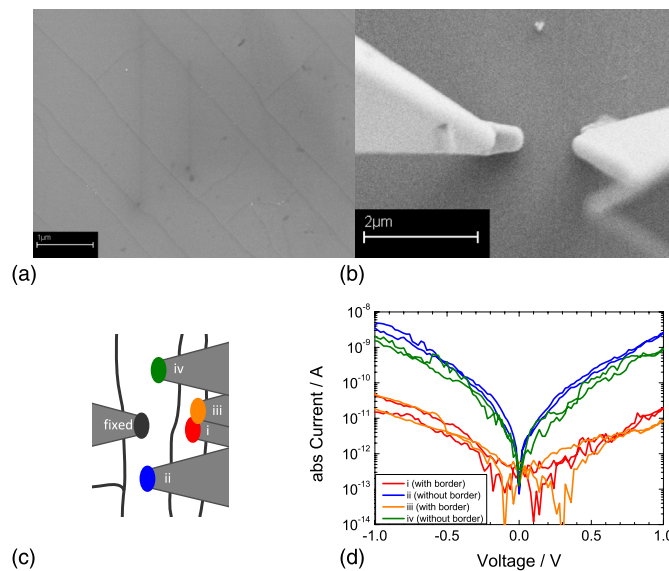 1µm
2µm
(a)
(b)
iv
iii
fixed
i
ii
(c)
10⁻⁸
10⁻⁹
10⁻¹⁰
10⁻¹¹
10⁻¹²
10⁻¹³
10⁻¹⁴
abs Current / A
i (with border)
ii (without border)
iii (with border)
iv (without border)
-1.0 -0.5 0.0 0.5 1.0
Voltage / V
(d)